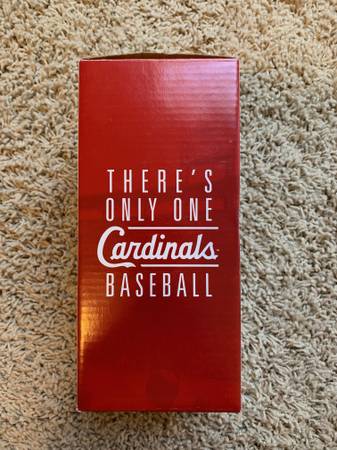 THERE'S
ONLY ONE
Cardinals
BASEBALL